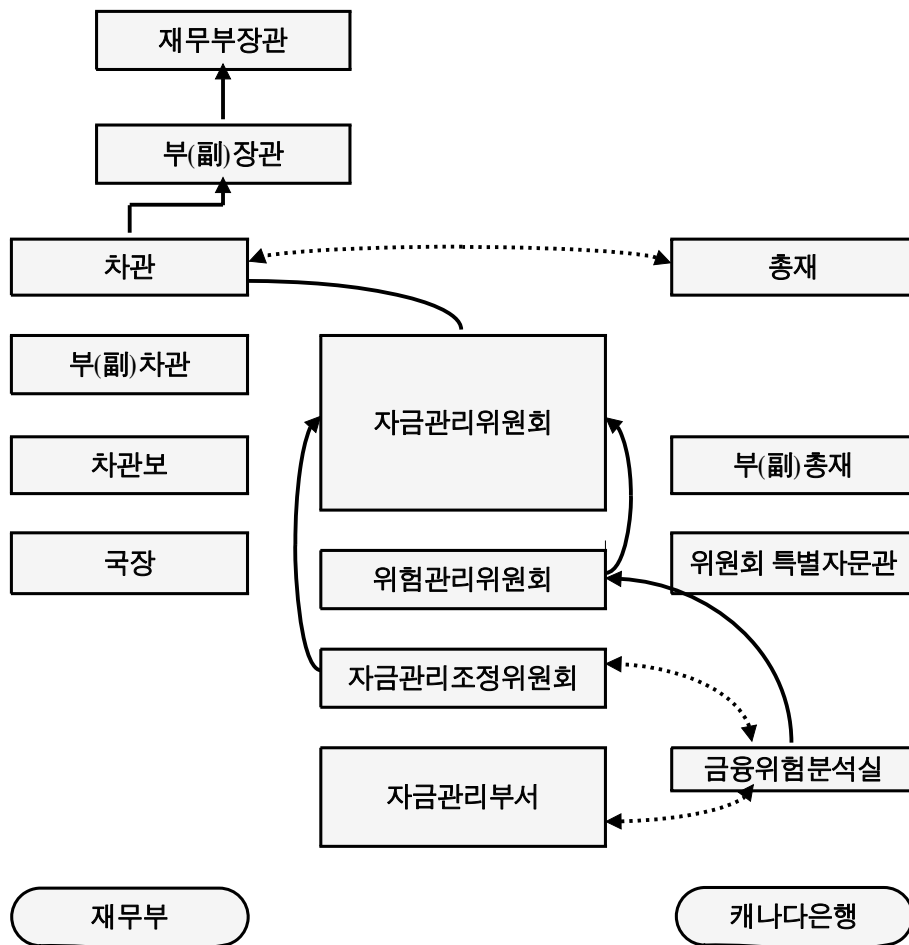 재무부장관
부(副)장관
차관
총재
부(副)차관
자금관리위원회
차관보
부(副)총재
국장
위험관리위원회
위원회 특별자문관
자금관리조정위원회
금융위험분석실
자금관리부서
재무부
캐나다은행